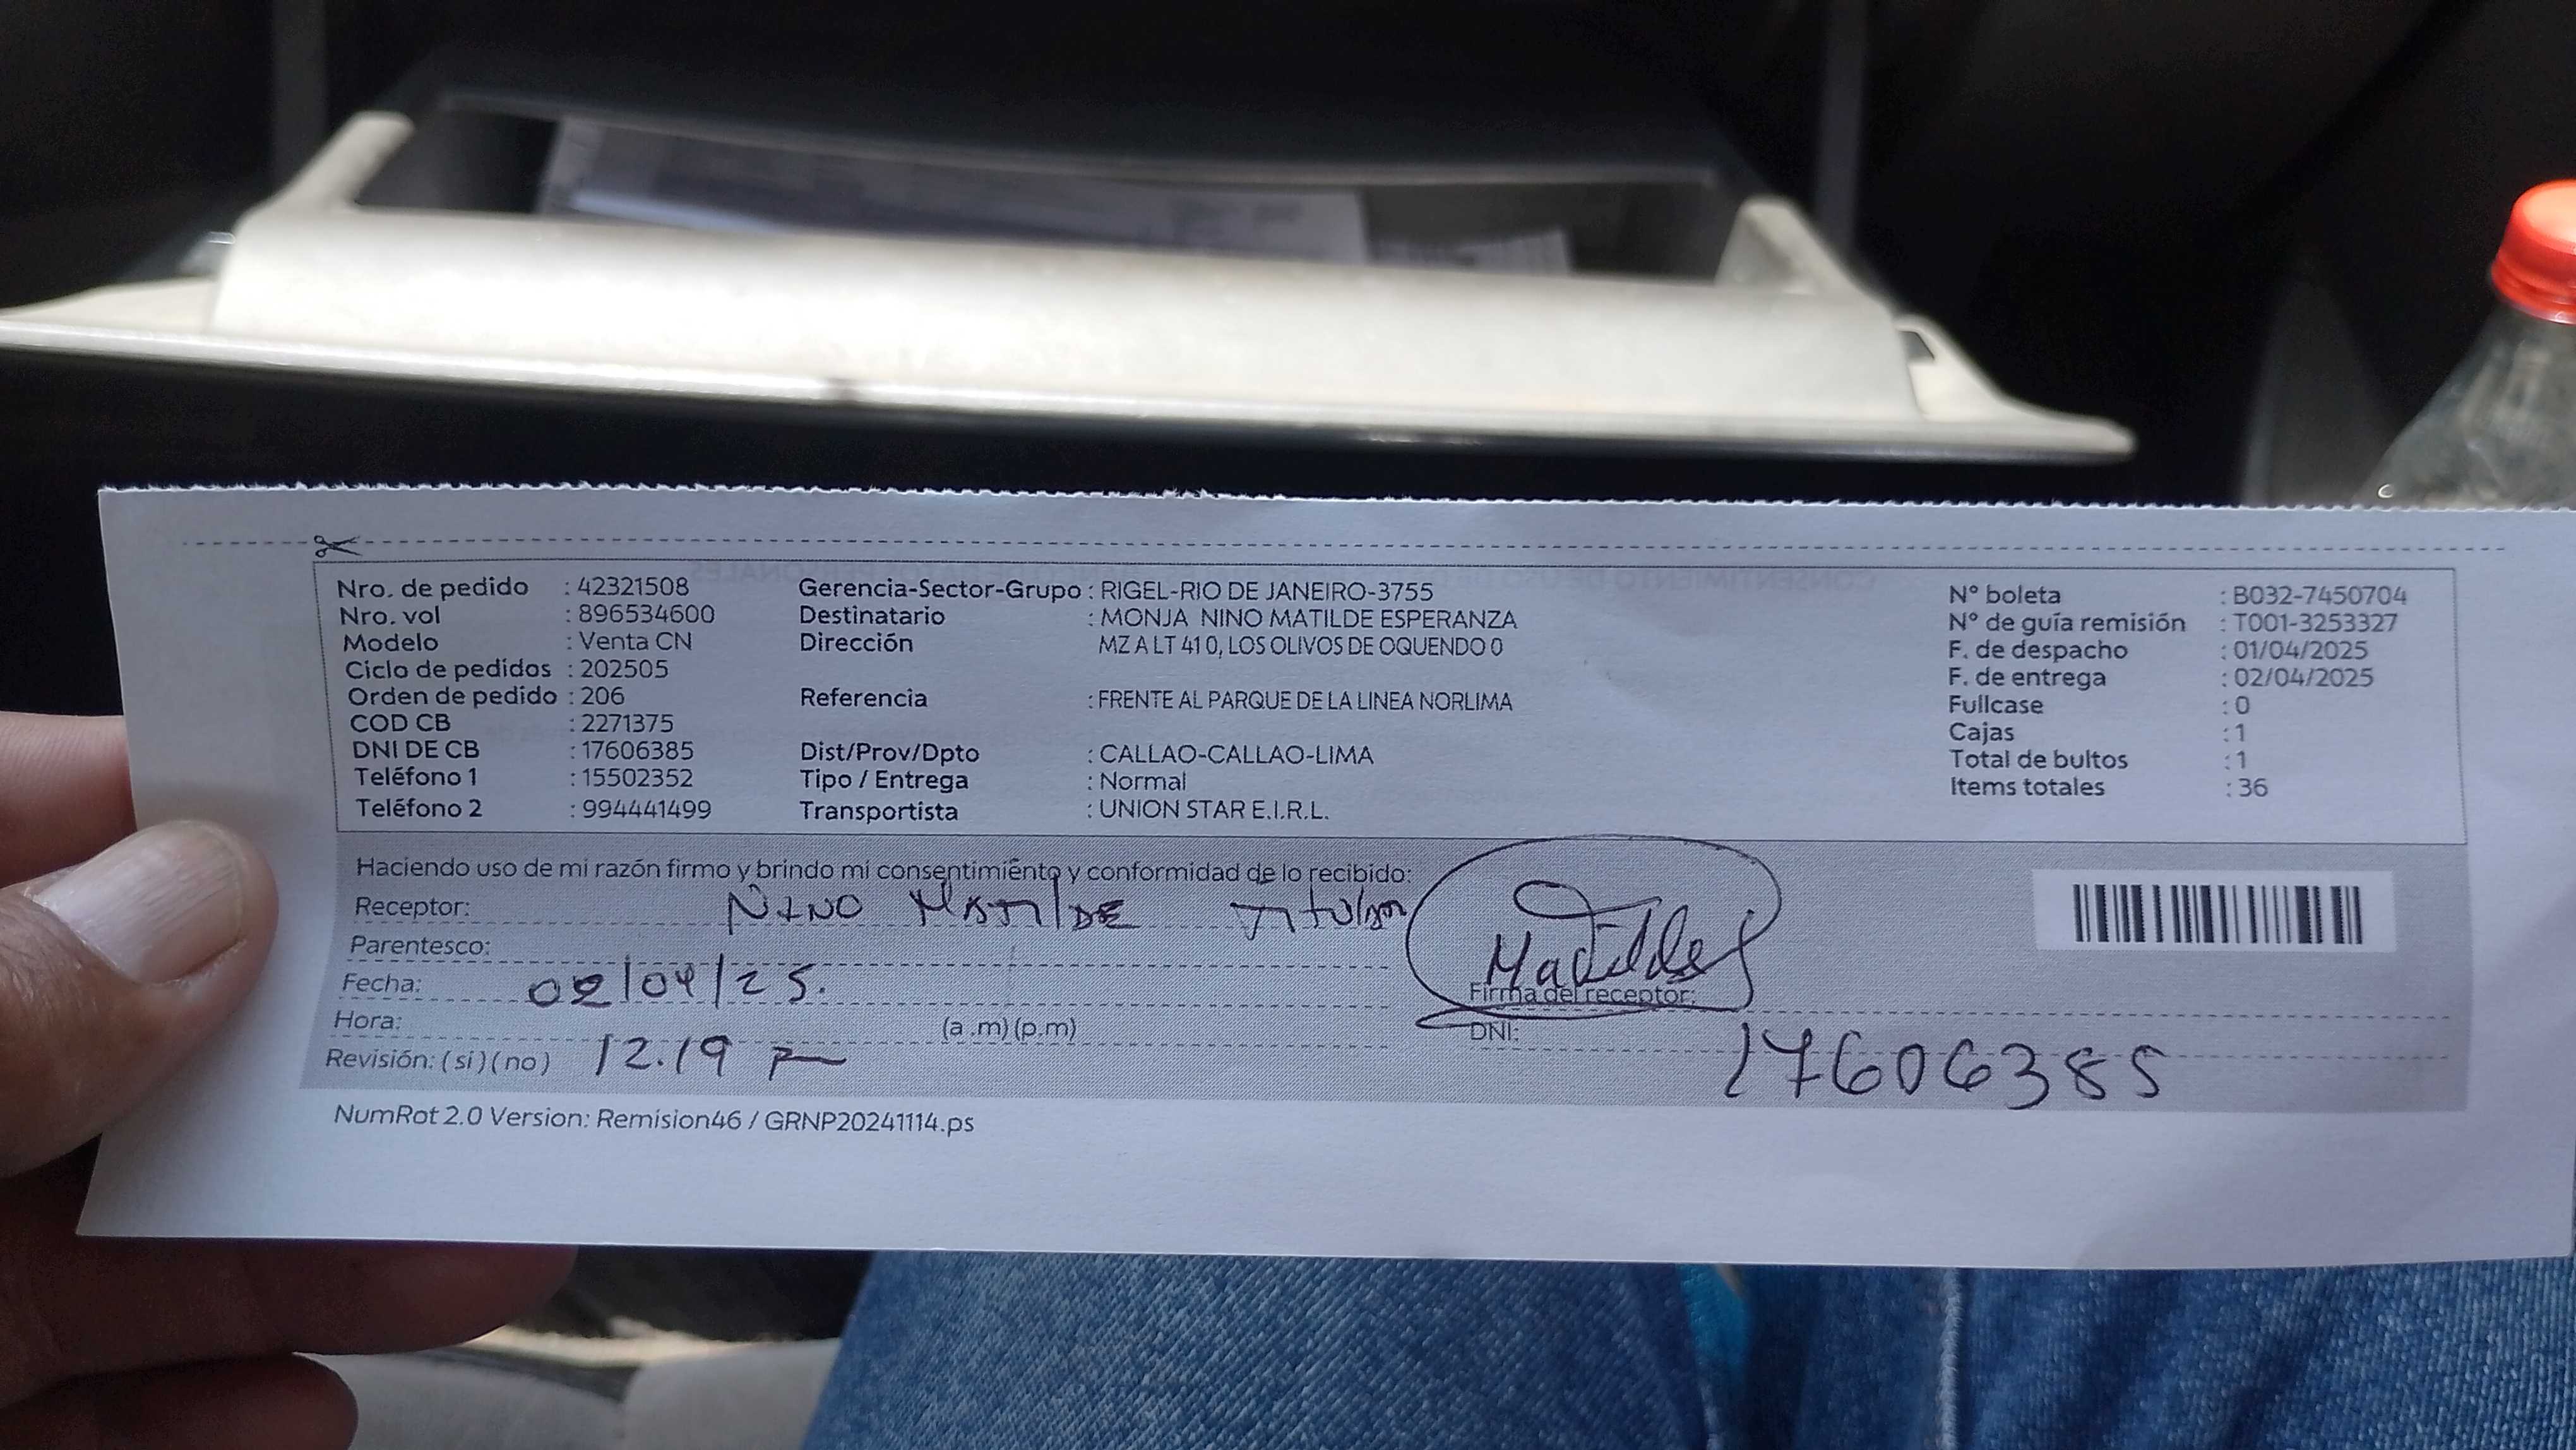 Nro. de pedido : 42321508
Nro. vol : 896534600
Modelo : Venta CN
Ciclo de pedidos : 202505
Orden de pedido : 206
COD CB : 2271375
DNI DE CB : 17606385
Teléfono 1 : 15502352
Teléfono 2 : 994441499
Gerencia-Sector-Grupo : RIGEL-RIO DE JANEIRO-3755
Destinatario : MONJA NINO MATILDE ESPERANZA
Dirección MZ A LT 41 0, LOS OLIVOS DE OQUENDO 0
Referencia : FRENTE AL PARQUE DE LA LINEA NORLIMA
Dist/Prov/Dpto : CALLAO-CALLAO-LIMA
Tipo / Entrega : Normal
Transportista : UNION STAR E.I.R.L.
N° boleta : B032-7450704
N° de guía remisión : T001-3253327
F. de despacho : 01/04/2025
F. de entrega : 02/04/2025
Fullcase : 0
Cajas : 1
Total de bultos : 1
Items totales : 36
Haciendo uso de mi razón firmo y brindo mi consentimiento y conformidad de lo recibido:
Receptor: NINO MATILDE Titular
Parentesco:
Fecha: 02/04/25.
Hora: (a.m) (p.m)
Revisión: (si) (no) 12.19 pm
Matilde
Firma del receptor:
DNI: 17606385
NumRot 2.0 Version: Remision46 / GRNP20241114.ps